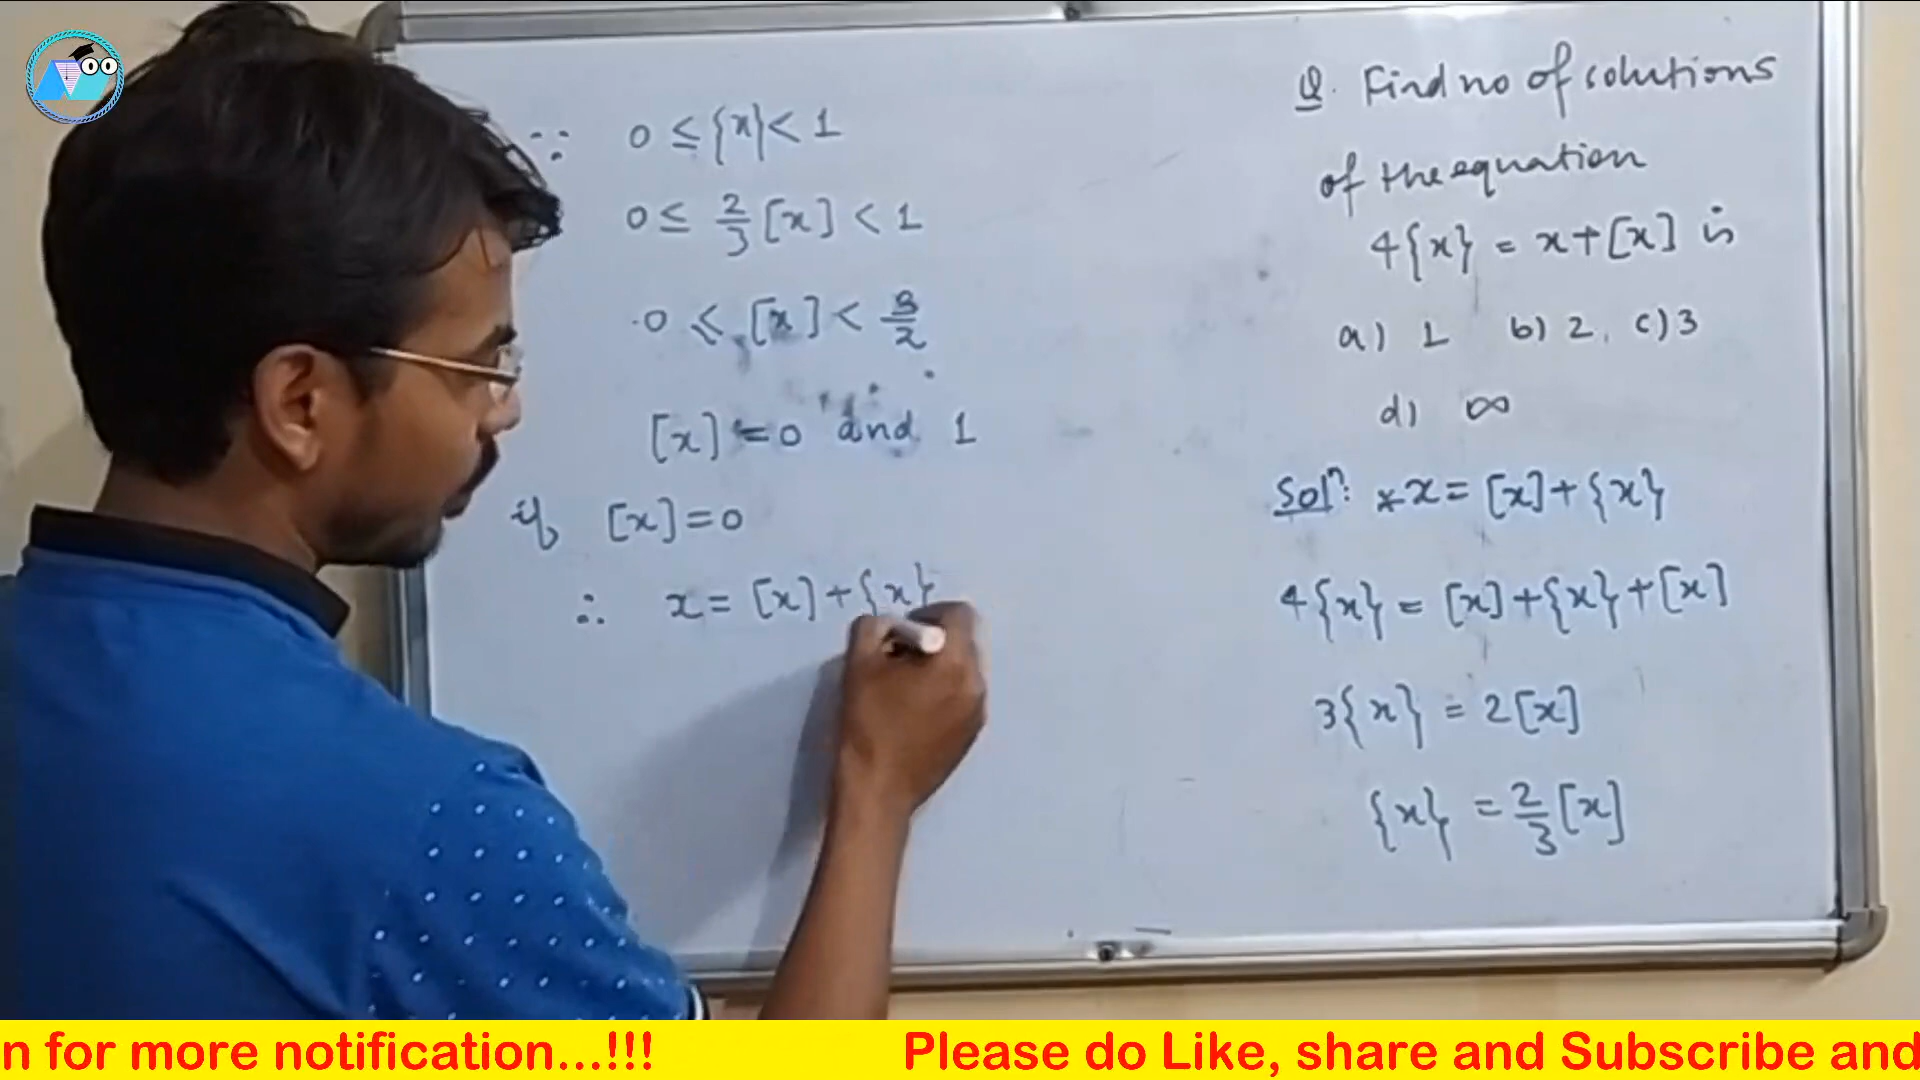 Q. Find no of solutions
of the equation
4{x} = x+[x] is
a) 1 b) 2, c) 3
d) ∞
Solⁿ: *x = [x]+{x}
4{x} = [x]+{x}+[x]
3{x} = 2[x]
{x} = 2/3 [x]
∵ 0 ≤ {x} < 1
0 ≤ 2/3 [x] < 1
0 ≤ [x] < 3/2
[x] = 0 and 1
if [x] = 0
∴ x = [x]+{x}
n for more notification...!!! Please do Like, share and Subscribe and